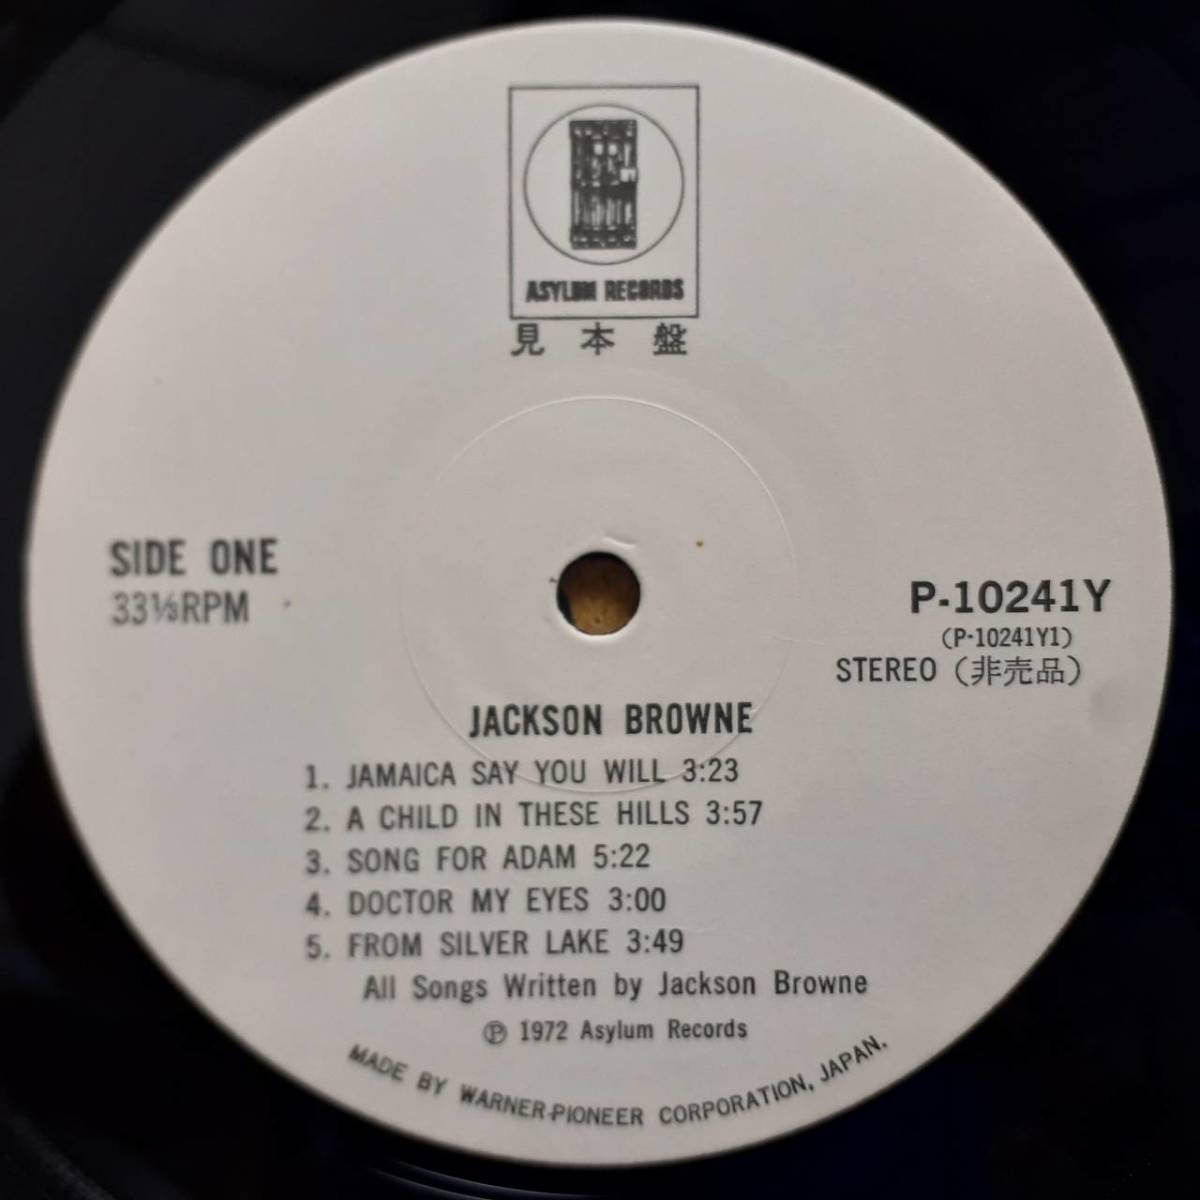 ASYLUM RECORDS
見本盤
SIDE ONE
33⅓RPM
P-10241Y
(P-10241Y1)
STEREO (非売品)
JACKSON BROWNE
1. JAMAICA SAY YOU WILL 3:23
2. A CHILD IN THESE HILLS 3:57
3. SONG FOR ADAM 5:22
4. DOCTOR MY EYES 3:00
5. FROM SILVER LAKE 3:49
All Songs Written by Jackson Browne
℗ 1972 Asylum Records
MADE BY WARNER-PIONEER CORPORATION, JAPAN.